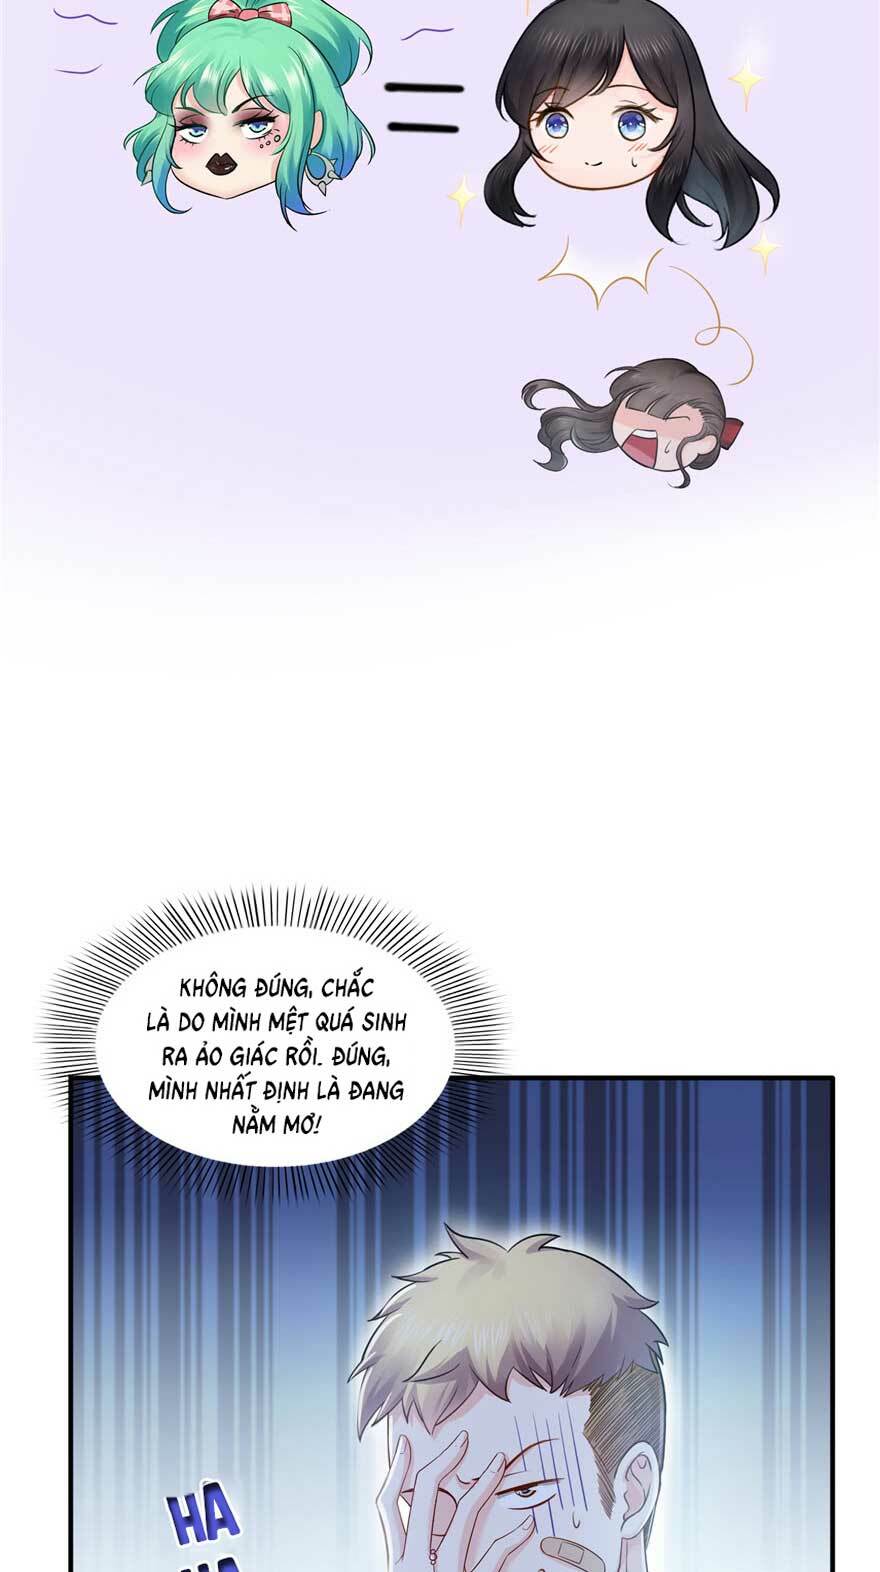 KHÔNG ĐÚNG, CHẮC
LÀ DO MÌNH MỆT QUÁ SINH
RA ẢO GIÁC RỒI. ĐÚNG,
MÌNH NHẤT ĐỊNH LÀ ĐANG
NẰM MƠ!
HA
HA